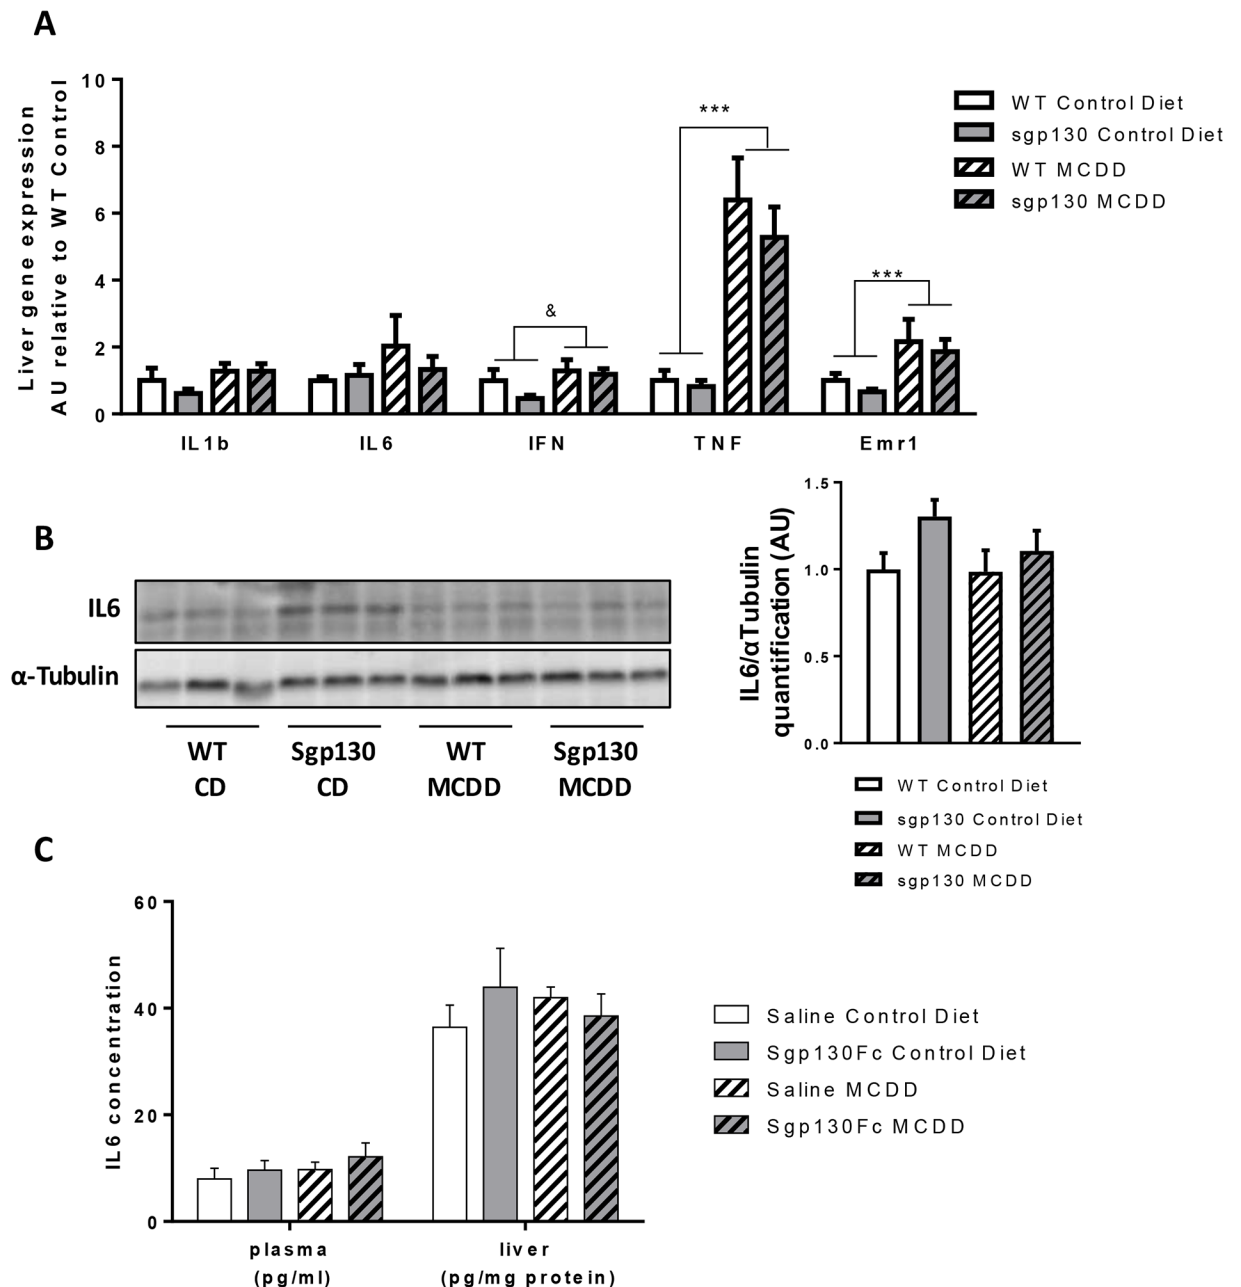 A
Liver gene expression
AU relative to WT Control
10
8
6
4
2
0
***
&
***
IL1b
IL6
IFN
TNF
Emr1
WT Control Diet
sgp130 Control Diet
WT MCDD
sgp130 MCDD
B
IL6
α-Tubulin
WT
CD
Sgp130
CD
WT
MCDD
Sgp130
MCDD
IL6/αTubulin
quantification (AU)
1.5
1.0
0.5
0.0
WT Control Diet
sgp130 Control Diet
WT MCDD
sgp130 MCDD
C
IL6 concentration
60
40
20
0
plasma
(pg/ml)
liver
(pg/mg protein)
Saline Control Diet
Sgp130Fc Control Diet
Saline MCDD
Sgp130Fc MCDD